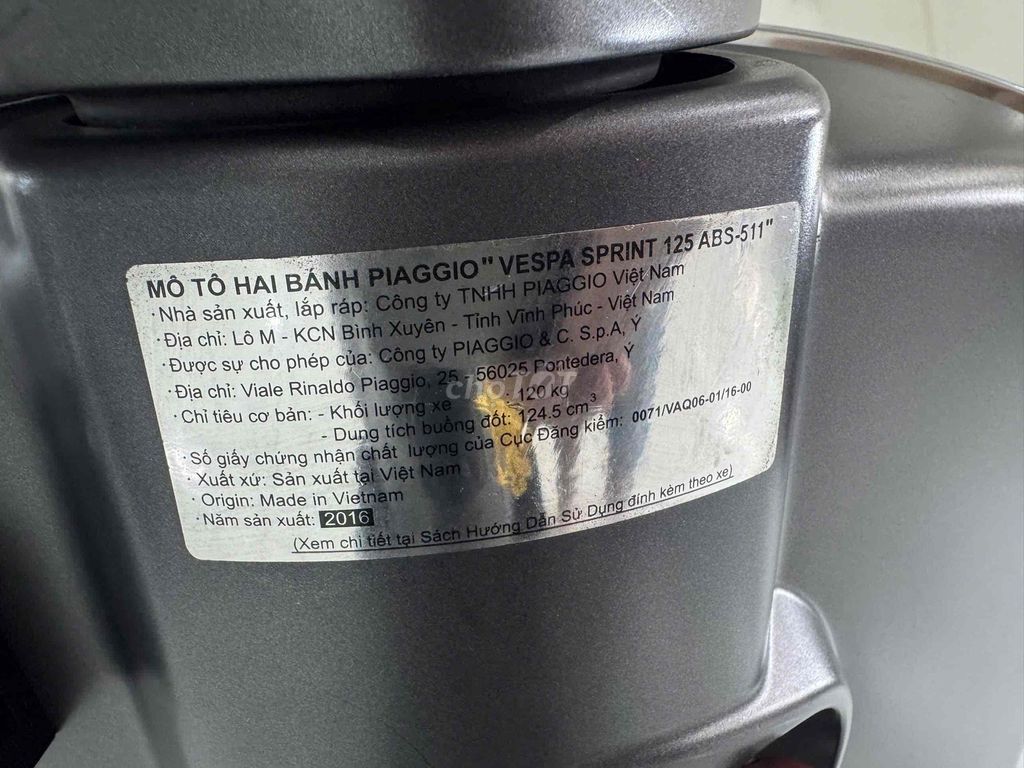 MÔ TÔ HAI BÁNH PIAGGIO" VESPA SPRINT 125 ABS-511"
·Nhà sản xuất, lắp ráp: Công ty TNHH PIAGGIO Việt Nam
·Địa chỉ: Lô M - KCN Bình Xuyên - Tỉnh Vĩnh Phúc - Việt Nam
·Được sự cho phép của: Công ty PIAGGIO & C. S.p.A, Ý
·Địa chỉ: Viale Rinaldo Piaggio, 25 - 56025 Pontedera, Ý
·Chỉ tiêu cơ bản: - Khối lượng xe : 120 kg
- Dung tích buồng đốt: 124.5 cm³
·Số giấy chứng nhận chất lượng của Cục Đăng kiểm: 0071/VAQ06-01/16-00
·Xuất xứ: Sản xuất tại Việt Nam
·Origin: Made in Vietnam
·Năm sản xuất: 2016
(Xem chi tiết tại Sách Hướng Dẫn Sử Dụng đính kèm theo xe)